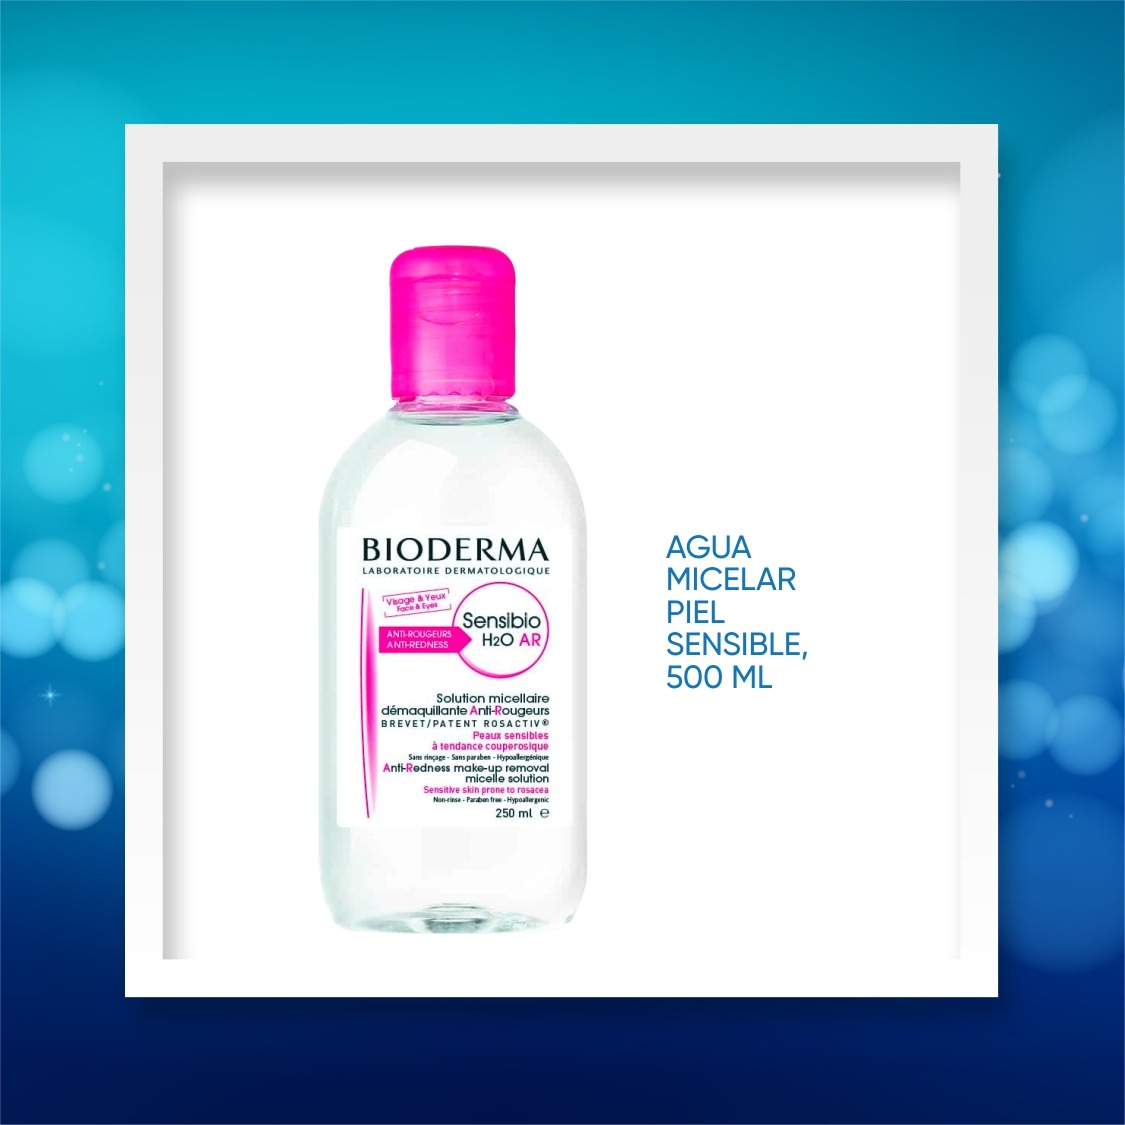 BIODERMA
LABORATOIRE DERMATOLOGIQUE
Visage & Yeux
Face & Eyes
ANTI-ROUGEURS
ANTI-REDNESS
Sensibio
H2O AR
Solution micellaire
démaquillante Anti-Rougeurs
BREVET/PATENT ROSACTIV®
Peaux sensibles
à tendance couperosique
Sans rinçage - Sans paraben - Hypoallergénique
Anti-Redness make-up removal
micelle solution
Sensitive skin prone to rosacea
Non-rinse - Paraben free - Hypoallergenic
250 ml ℮
AGUA
MICELAR
PIEL
SENSIBLE,
500 ML